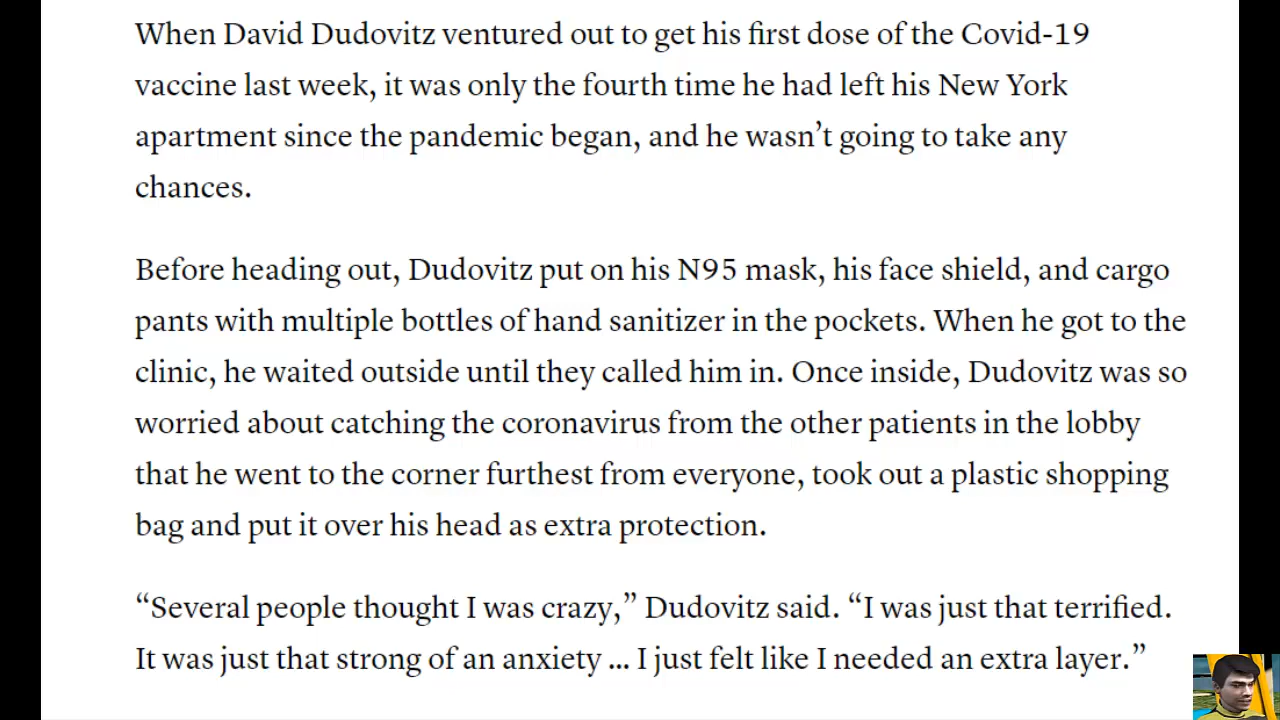 When David Dudovitz ventured out to get his first dose of the Covid-19
vaccine last week, it was only the fourth time he had left his New York
apartment since the pandemic began, and he wasn’t going to take any
chances.
Before heading out, Dudovitz put on his N95 mask, his face shield, and cargo
pants with multiple bottles of hand sanitizer in the pockets. When he got to the
clinic, he waited outside until they called him in. Once inside, Dudovitz was so
worried about catching the coronavirus from the other patients in the lobby
that he went to the corner furthest from everyone, took out a plastic shopping
bag and put it over his head as extra protection.
“Several people thought I was crazy,” Dudovitz said. “I was just that terrified.
It was just that strong of an anxiety ... I just felt like I needed an extra layer.”